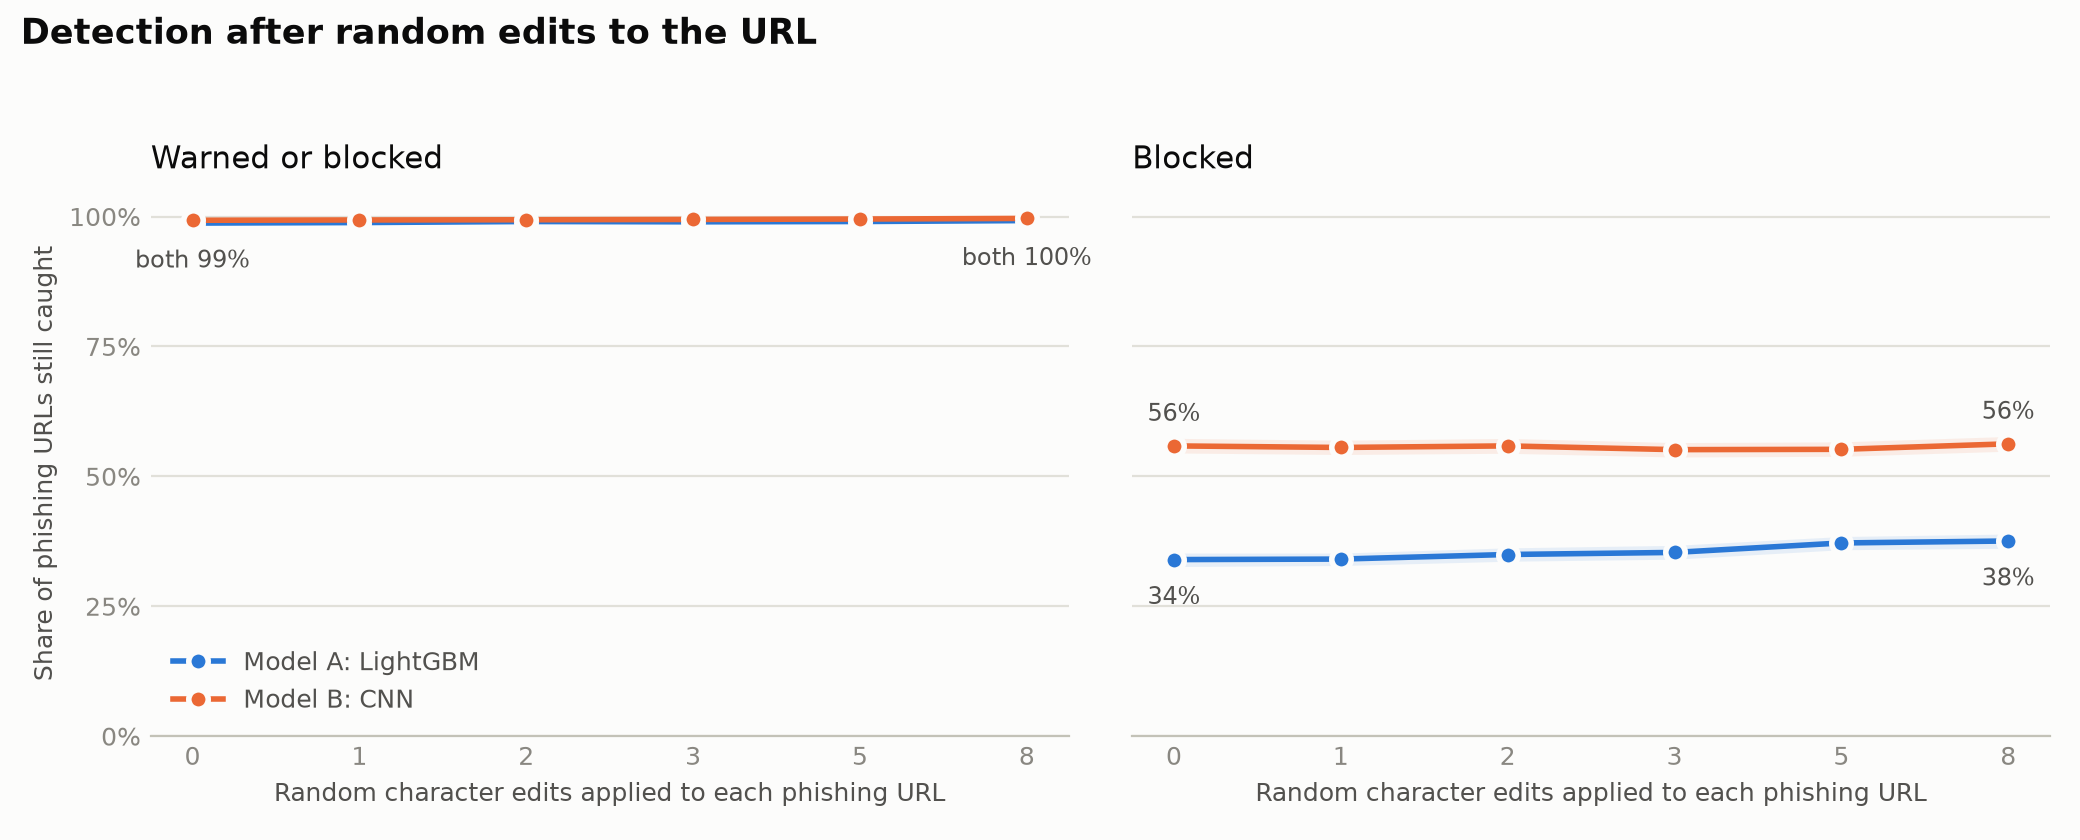 Detection after random edits to the URL
Warned or blocked
Share of phishing URLs still caught
100%
75%
50%
25%
0%
both 99%
both 100%
Model A: LightGBM
Model B: CNN
0 1 2 3 5 8
Random character edits applied to each phishing URL
Blocked
56%
56%
34%
38%
0 1 2 3 5 8
Random character edits applied to each phishing URL